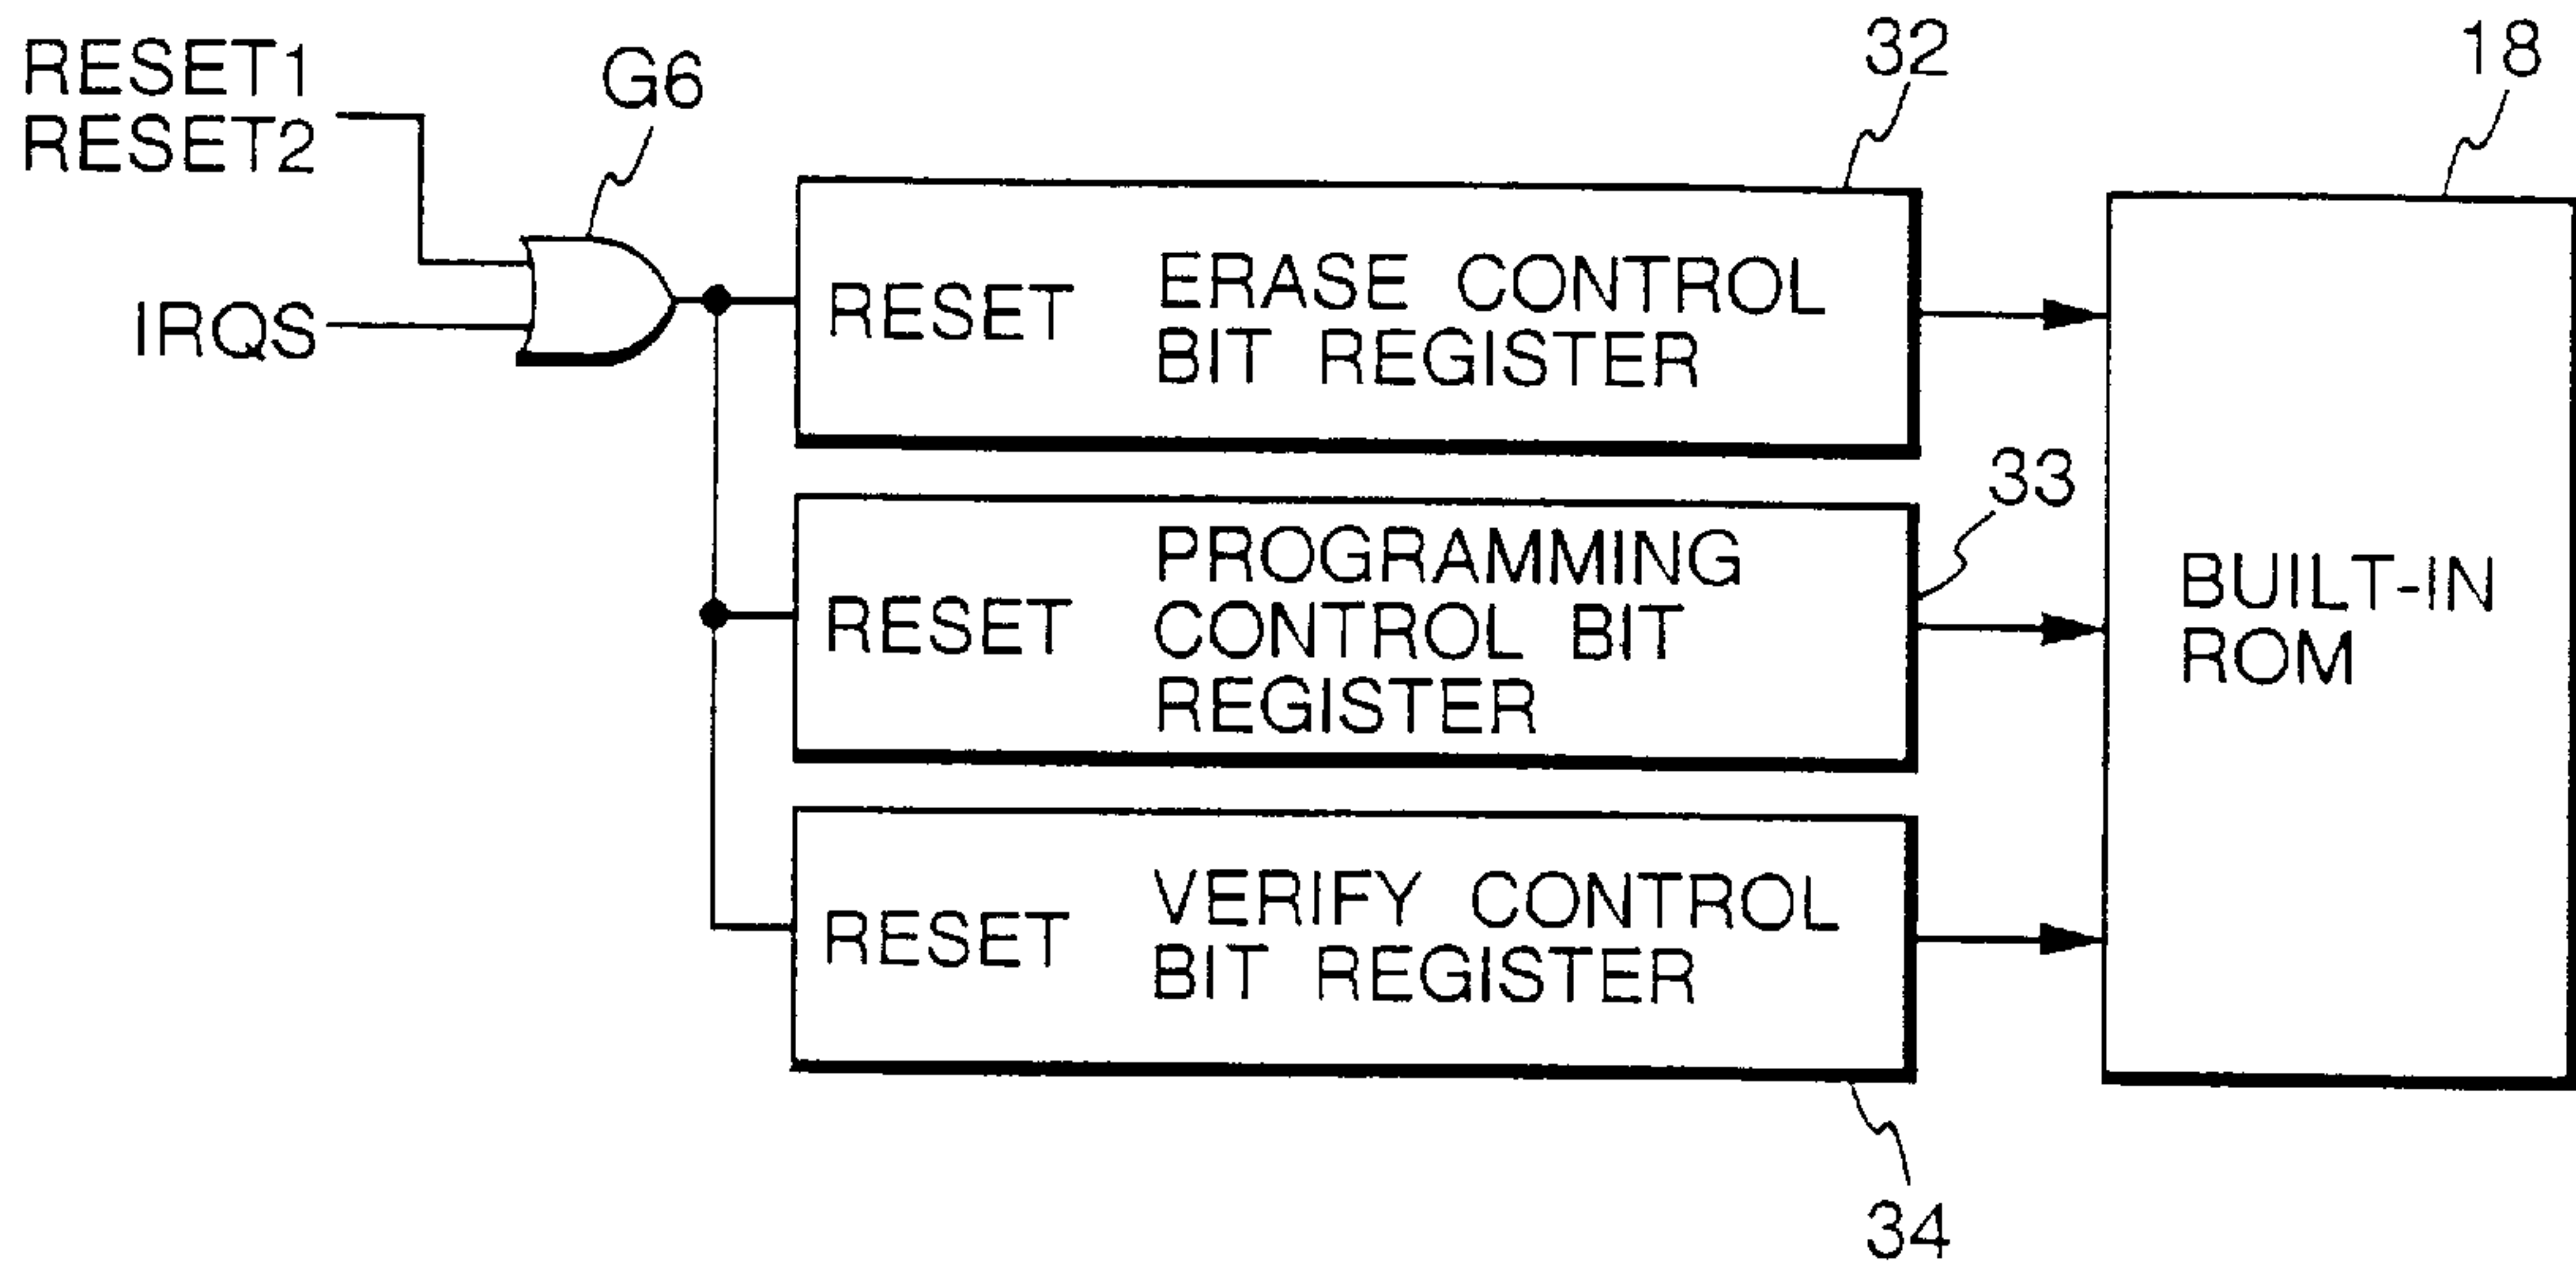 RESET1
RESET2
G6
IRQS
32
18
RESET
ERASE CONTROL
BIT REGISTER
33
RESET
PROGRAMMING
CONTROL BIT
REGISTER
BUILT-IN
ROM
RESET
VERIFY CONTROL
BIT REGISTER
34